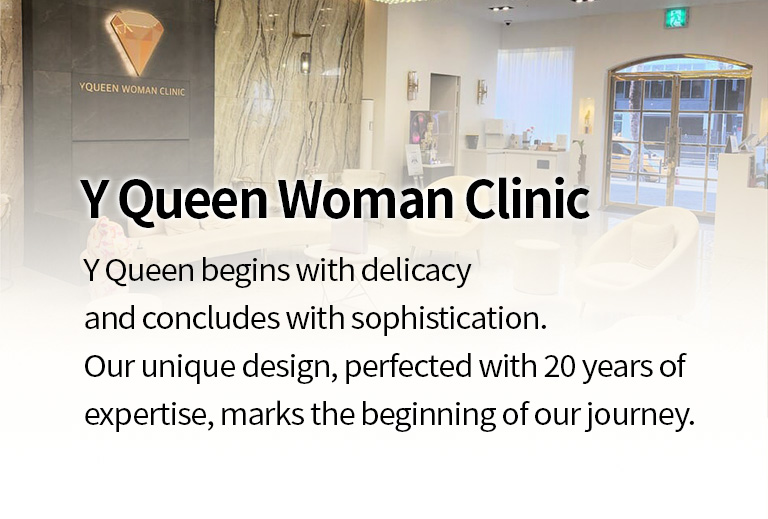 YQUEEN WOMAN CLINIC
Y Queen Woman Clinic
Y Queen begins with delicacy
and concludes with sophistication.
Our unique design, perfected with 20 years of
expertise, marks the beginning of our journey.